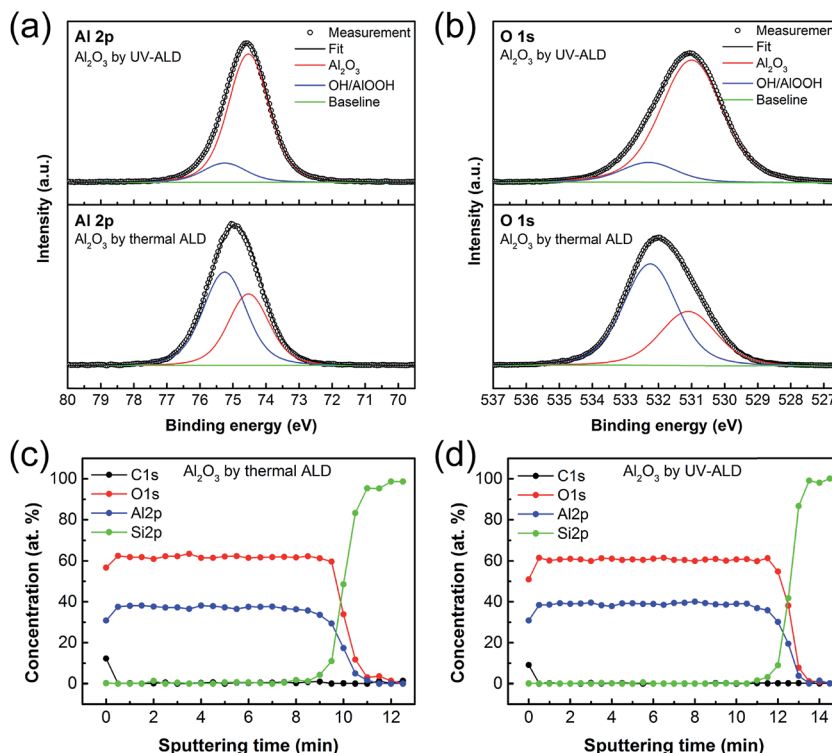 (a)
Al 2p
Al₂O₃ by UV-ALD
Measurement
Fit
Al₂O₃
OH/AlOOH
Baseline
Al 2p
Al₂O₃ by thermal ALD
Intensity (a.u.)
80 79 78 77 76 75 74 73 72 71 70
Binding energy (eV)
(b)
O 1s
Al₂O₃ by UV-ALD
Measurement
Fit
Al₂O₃
OH/AlOOH
Baseline
O 1s
Al₂O₃ by thermal ALD
Intensity (a.u.)
537 536 535 534 533 532 531 530 529 528 527
Binding energy (eV)
(c)
Al₂O₃ by thermal ALD
C1s
O1s
Al2p
Si2p
Concentration (at. %)
100
80
60
40
20
0
0 2 4 6 8 10 12
Sputtering time (min)
(d)
Al₂O₃ by UV-ALD
C1s
O1s
Al2p
Si2p
Concentration (at. %)
100
80
60
40
20
0
0 2 4 6 8 10 12 14
Sputtering time (min)